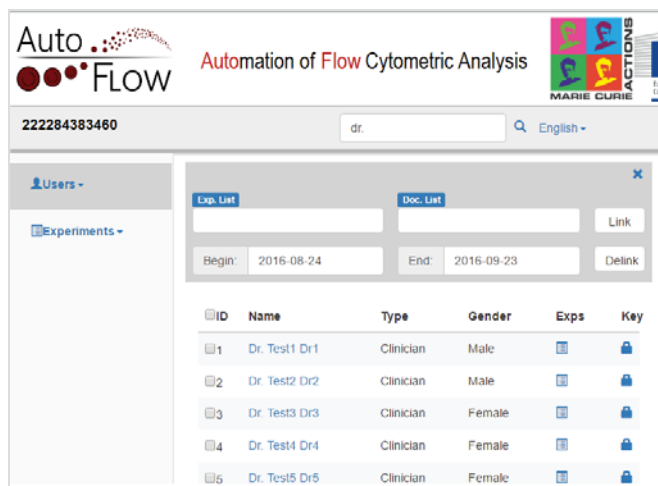 Auto
FLOW
Automation of Flow Cytometric Analysis
ACTIONS
MARIE CURIE
222284383460
dr.
English
Users
Exp. List
Doc. List
Experiments
Link
Begin:
2016-08-24
End:
2016-09-23
Delink
ID Name Type Gender Exps Key
1 Dr. Test1 Dr1 Clinician Male
2 Dr. Test2 Dr2 Clinician Male
3 Dr. Test3 Dr3 Clinician Female
4 Dr. Test4 Dr4 Clinician Female
5 Dr. Test5 Dr5 Clinician Female